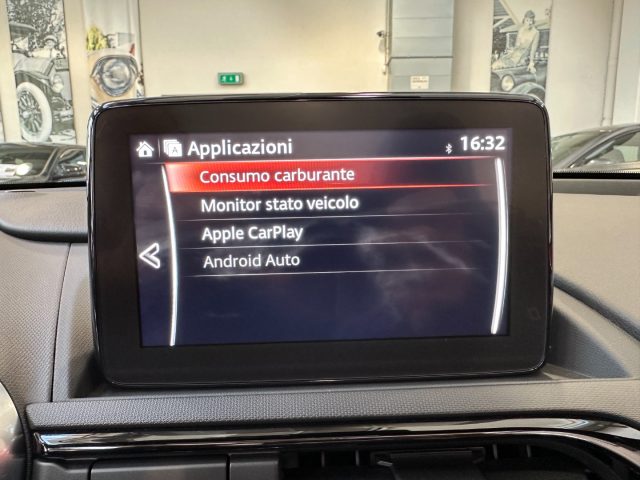 Applicazioni
16:32
Consumo carburante
Monitor stato veicolo
Apple CarPlay
Android Auto